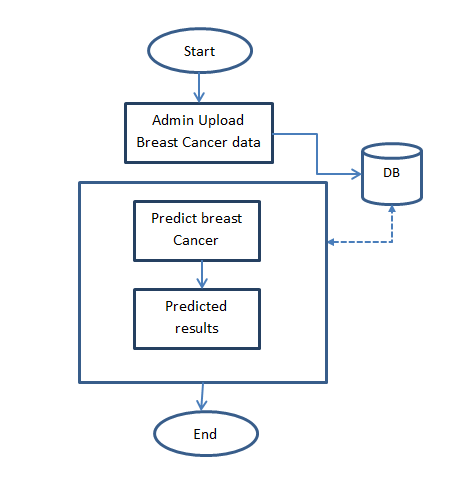 Start
Admin Upload
Breast Cancer data
DB
Predict breast
Cancer
Predicted
results
End